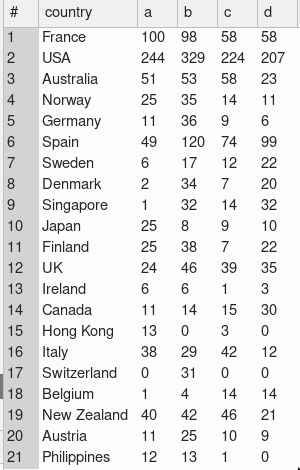 # country a b c d
1 France 100 98 58 58
2 USA 244 329 224 207
3 Australia 51 53 58 23
4 Norway 25 35 14 11
5 Germany 11 36 9 6
6 Spain 49 120 74 99
7 Sweden 6 17 12 22
8 Denmark 2 34 7 20
9 Singapore 1 32 14 32
10 Japan 25 8 9 10
11 Finland 25 38 7 22
12 UK 24 46 39 35
13 Ireland 6 6 1 3
14 Canada 11 14 15 30
15 Hong Kong 13 0 3 0
16 Italy 38 29 42 12
17 Switzerland 0 31 0 0
18 Belgium 1 4 14 14
19 New Zealand 40 42 46 21
20 Austria 11 25 10 9
21 Philippines 12 13 1 0